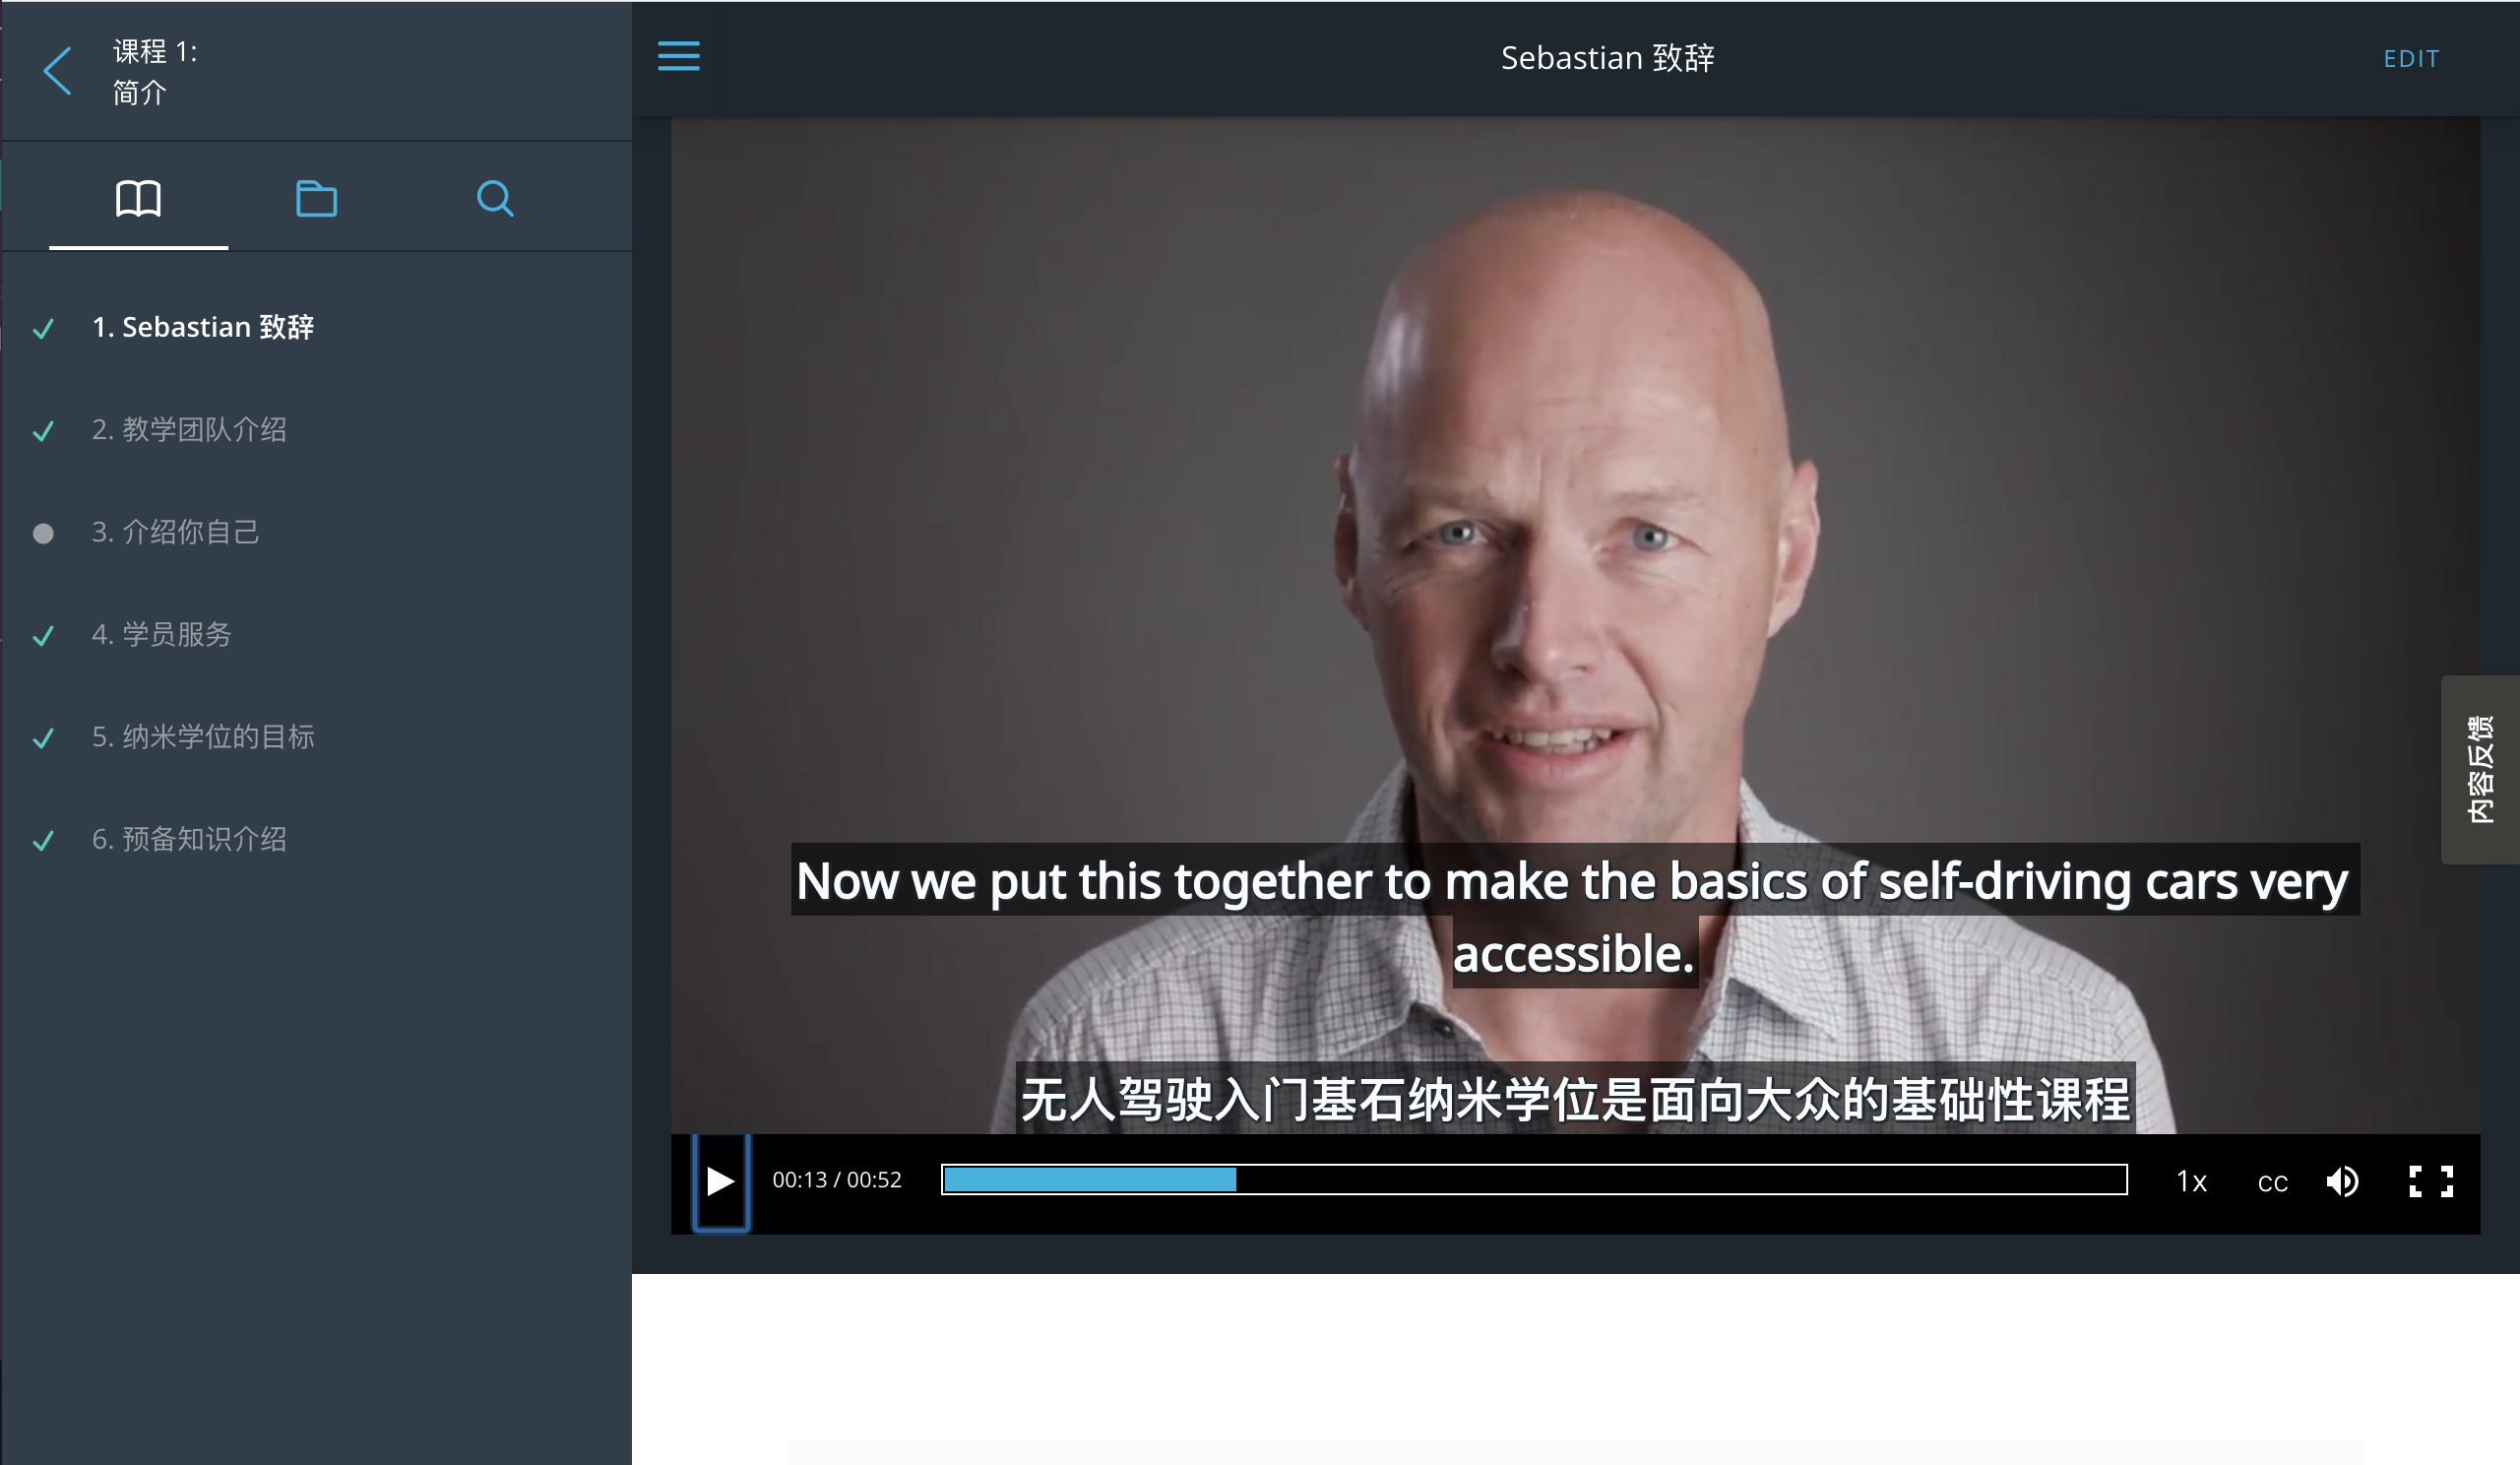 课程 1:
简介
1. Sebastian 致辞
2. 教学团队介绍
3. 介绍你自己
4. 学员服务
5. 纳米学位的目标
6. 预备知识介绍
Sebastian 致辞
EDIT
Now we put this together to make the basics of self-driving cars very
accessible.
无人驾驶入门基石纳米学位是面向大众的基础性课程
00:13 / 00:52
1x
CC
内容反馈